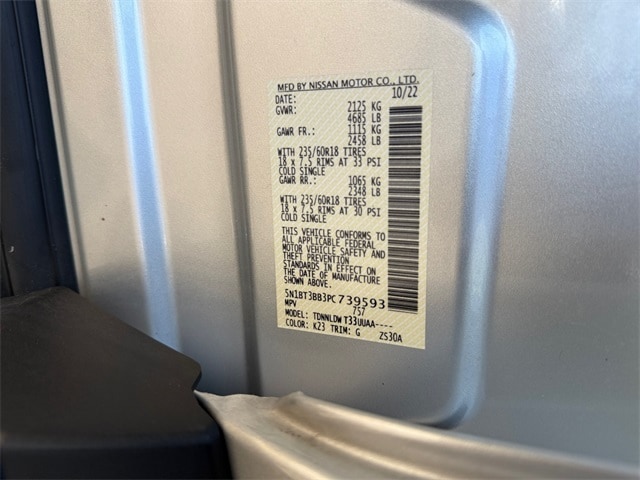 MFD BY NISSAN MOTOR CO., LTD.
DATE: 10/22
GVWR: 2125 KG
4685 LB
GAWR FR.: 1115 KG
2458 LB
WITH 235/60R18 TIRES
18 x 7.5 RIMS AT 33 PSI
COLD SINGLE
GAWR RR.: 1065 KG
2348 LB
WITH 235/60R18 TIRES
18 x 7.5 RIMS AT 30 PSI
COLD SINGLE
THIS VEHICLE CONFORMS TO
ALL APPLICABLE FEDERAL
MOTOR VEHICLE SAFETY AND
THEFT PREVENTION
STANDARDS IN EFFECT ON
THE DATE OF MANUFACTURE
SHOWN ABOVE.
5N1BT3BB3PC739593
MPV 757
MODEL: TDNNLDW T33UUAA----
COLOR: K23 TRIM: G ZS30A